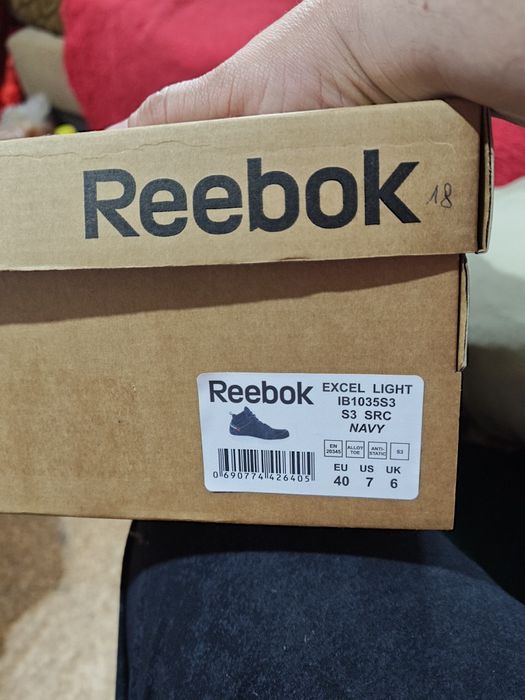 Reebok 18
Reebok
EXCEL LIGHT
IB1035S3
S3 SRC
NAVY
EN 20345
ALLOY TOE
ANTI-STATIC
S3
0 690774 426405
EU US UK
40 7 6